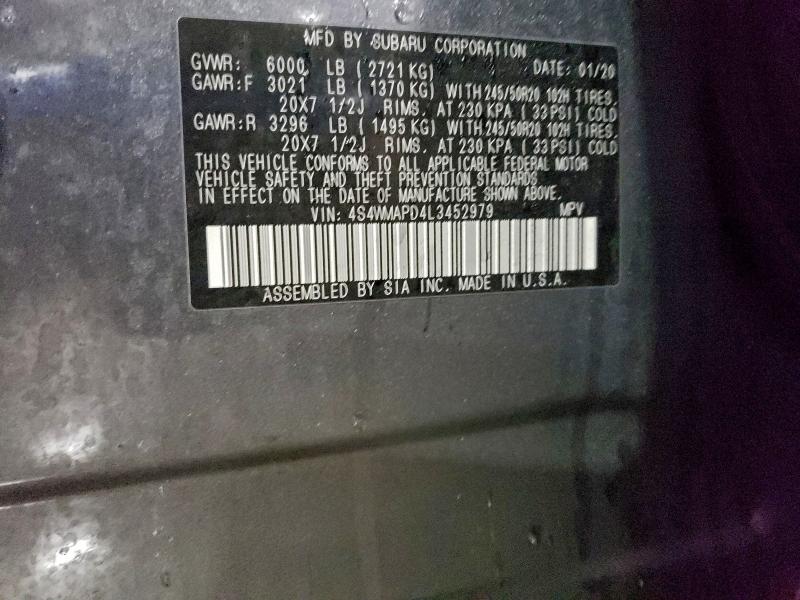 MFD BY SUBARU CORPORATION
GVWR: 6000 LB ( 2721 KG) DATE: 01/20
GAWR:F 3021 LB ( 1370 KG) WITH 245/50R20 102H TIRES,
20X7 1/2J RIMS, AT 230 KPA ( 33 PSI) COLD
GAWR:R 3296 LB ( 1495 KG) WITH 245/50R20 102H TIRES,
20X7 1/2J RIMS, AT 230 KPA ( 33 PSI) COLD
THIS VEHICLE CONFORMS TO ALL APPLICABLE FEDERAL MOTOR
VEHICLE SAFETY AND THEFT PREVENTION STANDARDS
IN EFFECT ON THE DATE OF MANUFACTURE SHOWN ABOVE.
VIN: 4S4WMAPD4L3452979 MPV
ASSEMBLED BY SIA INC. MADE IN U.S.A.